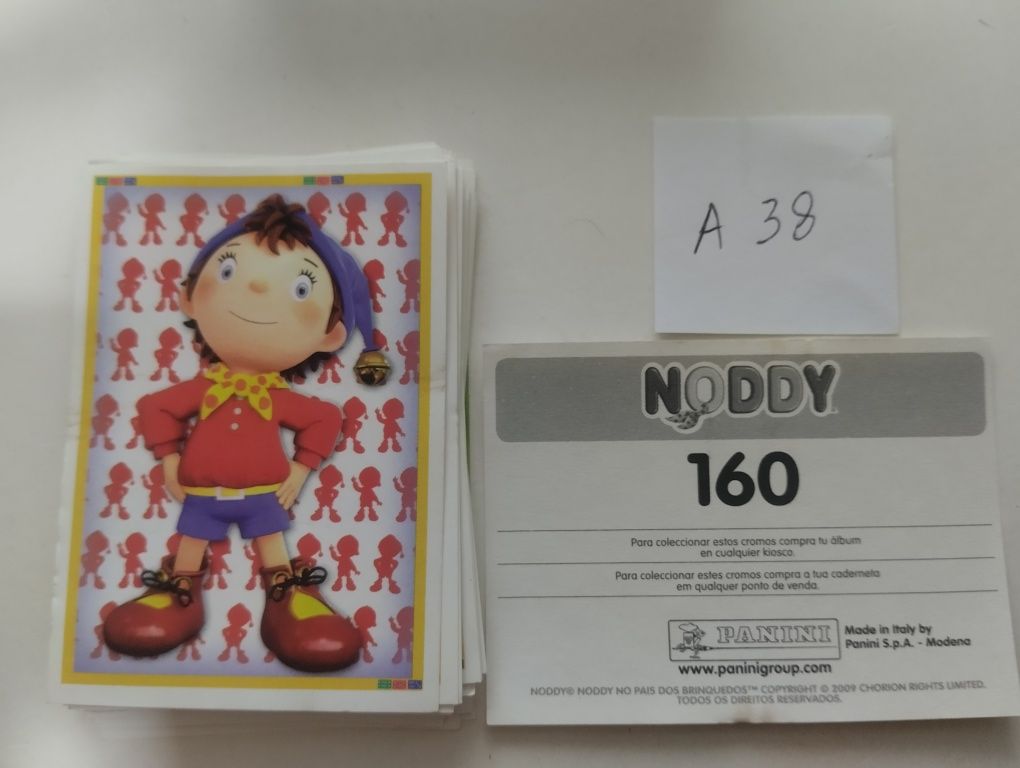 A 38
NODDY
160
Para coleccionar estos cromos compra tu álbum
en cualquier kiosco.
Para coleccionar estes cromos compra a tua caderneta
em qualquer ponto de venda.
PANINI
Made in Italy by
Panini S.p.A. - Modena
www.paninigroup.com
NODDY® NODDY NO PAIS DOS BRINQUEDOS™ COPYRIGHT © 2009 CHORION RIGHTS LIMITED.
TODOS OS DIREITOS RESERVADOS.